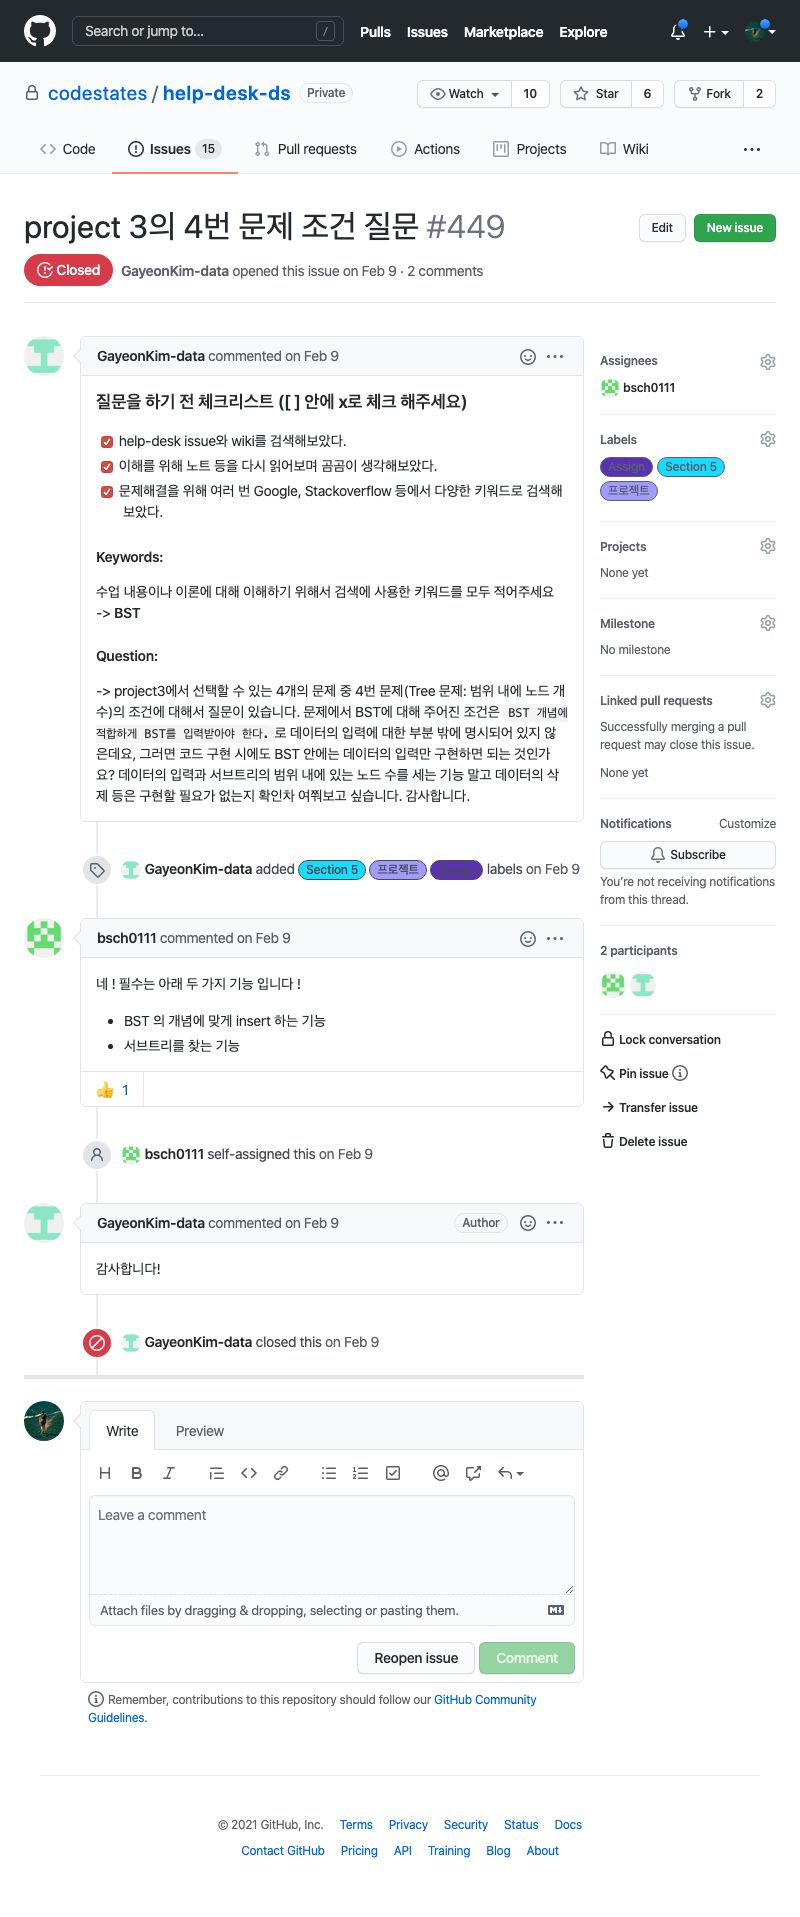 Search or jump to... /
Pulls Issues Marketplace Explore
codestates / help-desk-ds Private
Watch 10 Star 6 Fork 2
Code Issues 15 Pull requests Actions Projects Wiki ...
project 3의 4번 문제 조건 질문 #449
Edit New issue
Closed GayeonKim-data opened this issue on Feb 9 · 2 comments
GayeonKim-data commented on Feb 9
질문을 하기 전 체크리스트 ([ ] 안에 x로 체크 해주세요)
help-desk issue와 wiki를 검색해보았다.
이해를 위해 노트 등을 다시 읽어보며 곰곰이 생각해보았다.
문제해결을 위해 여러 번 Google, Stackoverflow 등에서 다양한 키워드로 검색해
보았다.
Keywords:
수업 내용이나 이론에 대해 이해하기 위해서 검색에 사용한 키워드를 모두 적어주세요
-> BST
Question:
-> project3에서 선택할 수 있는 4개의 문제 중 4번 문제(Tree 문제: 범위 내에 노드 개
수)의 조건에 대해서 질문이 있습니다. 문제에서 BST에 대해 주어진 조건은 BST 개념에
적합하게 BST를 입력받아야 한다. 로 데이터의 입력에 대한 부분 밖에 명시되어 있지 않
은데요, 그러면 코드 구현 시에도 BST 안에는 데이터의 입력만 구현하면 되는 것인가
요? 데이터의 입력과 서브트리의 범위 내에 있는 노드 수를 세는 기능 말고 데이터의 삭
제 등은 구현할 필요가 없는지 확인차 여쭤보고 싶습니다. 감사합니다.
GayeonKim-data added Section 5 프로젝트 Assign labels on Feb 9
bsch0111 commented on Feb 9
네 ! 필수는 아래 두 가지 기능 입니다 !
• BST 의 개념에 맞게 insert 하는 기능
• 서브트리를 찾는 기능
👍 1
bsch0111 self-assigned this on Feb 9
GayeonKim-data commented on Feb 9 Author
감사합니다!
GayeonKim-data closed this on Feb 9
Write Preview
Leave a comment
Attach files by dragging & dropping, selecting or pasting them.
Reopen issue Comment
Remember, contributions to this repository should follow our GitHub Community
Guidelines.
Assignees
bsch0111
Labels
Assign Section 5
프로젝트
Projects
None yet
Milestone
No milestone
Linked pull requests
Successfully merging a pull
request may close this issue.
None yet
Notifications Customize
Subscribe
You're not receiving notifications
from this thread.
2 participants
Lock conversation
Pin issue
Transfer issue
Delete issue
© 2021 GitHub, Inc. Terms Privacy Security Status Docs
Contact GitHub Pricing API Training Blog About